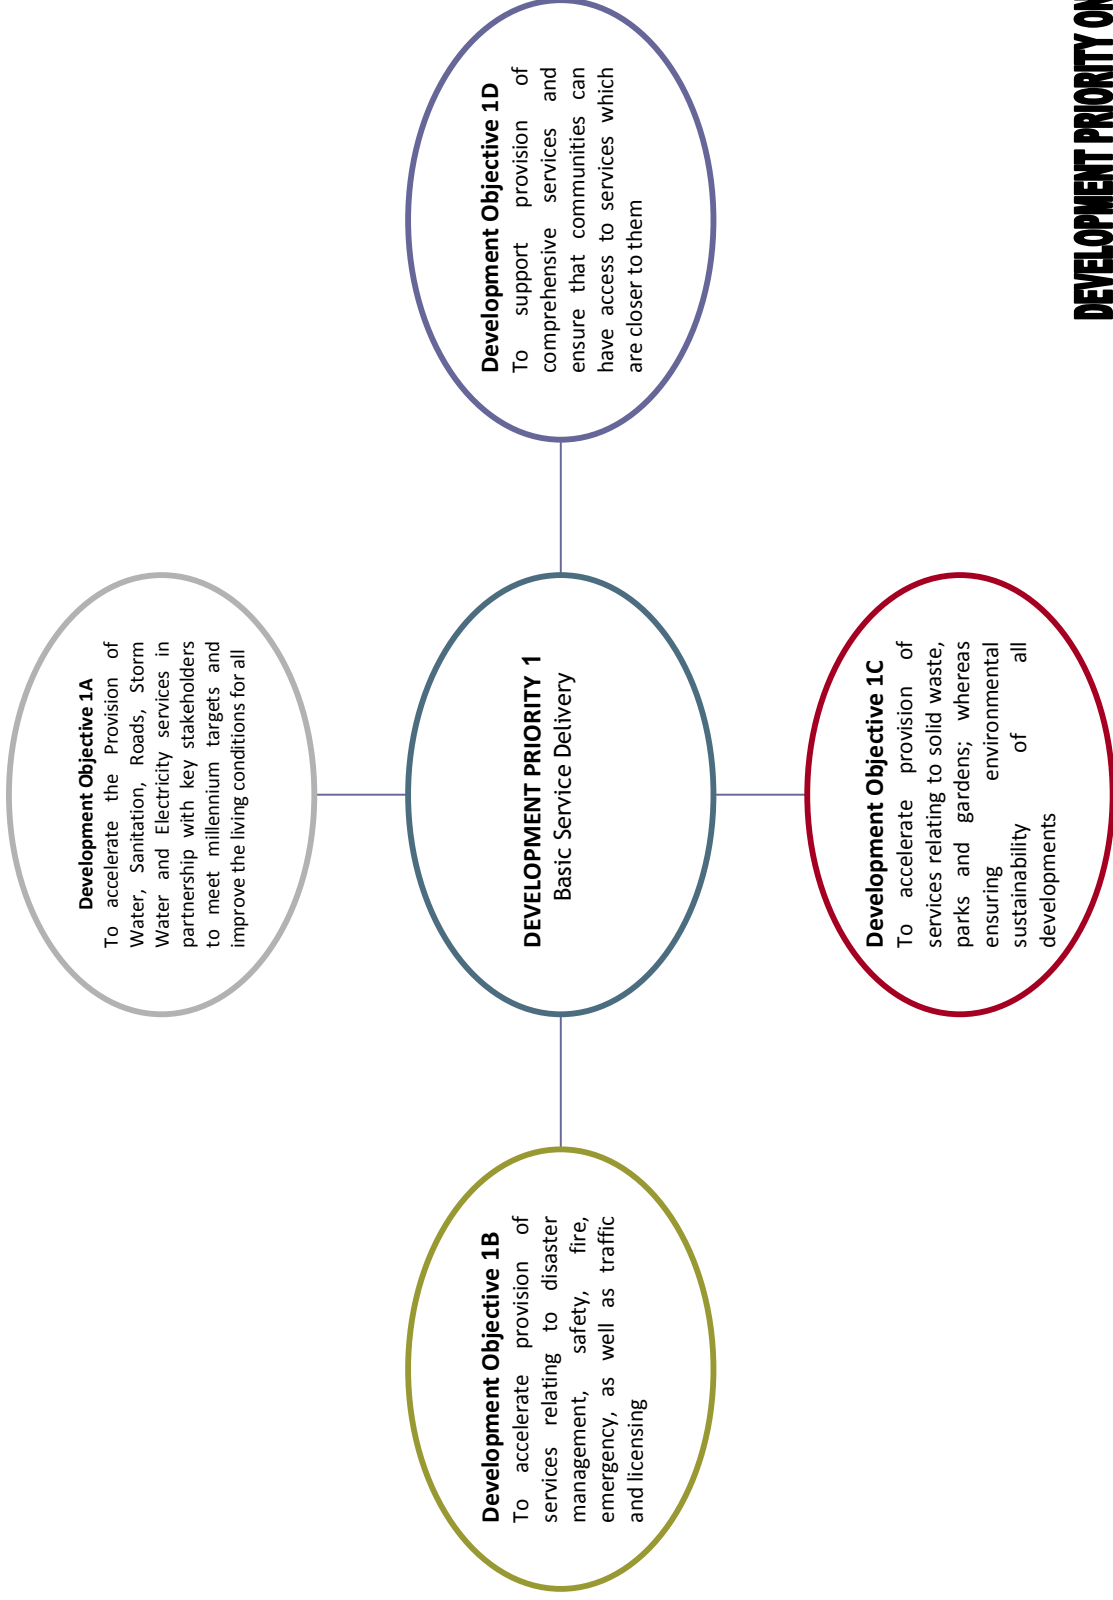 Development Objective 1A
To accelerate the Provision of
Water, Sanitation, Roads, Storm
Water and Electricity services in
partnership with key stakeholders
to meet millennium targets and
improve the living conditions for all
Development Objective 1B
To accelerate provision of
services relating to disaster
management, safety, fire,
emergency, as well as traffic
and licensing
DEVELOPMENT PRIORITY 1
Basic Service Delivery
Development Objective 1D
To support provision of
comprehensive services and
ensure that communities can
have access to services which
are closer to them
Development Objective 1C
To accelerate provision of
services relating to solid waste,
parks and gardens; whereas
ensuring environmental
sustainability of all
developments
DEVELOPMENT PRIORITY